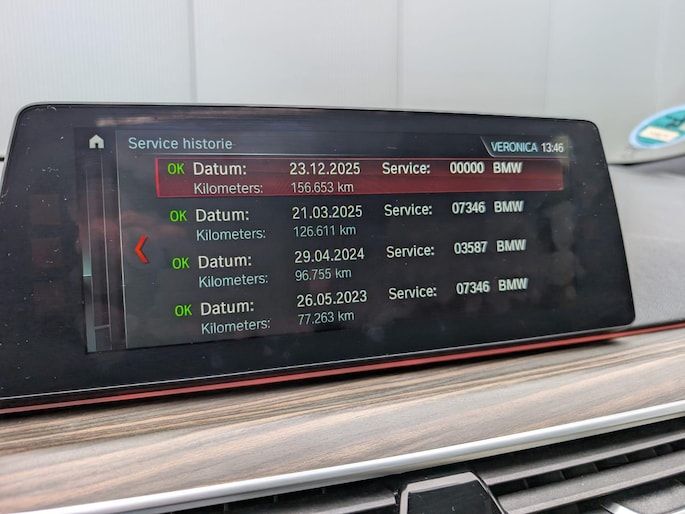 Service historie
VERONICA 13:46
OK Datum: 23.12.2025 Service: 00000 BMW
Kilometers: 156.653 km
OK Datum: 21.03.2025 Service: 07346 BMW
Kilometers: 126.611 km
OK Datum: 29.04.2024 Service: 03587 BMW
Kilometers: 96.755 km
OK Datum: 26.05.2023 Service: 07346 BMW
Kilometers: 77.263 km